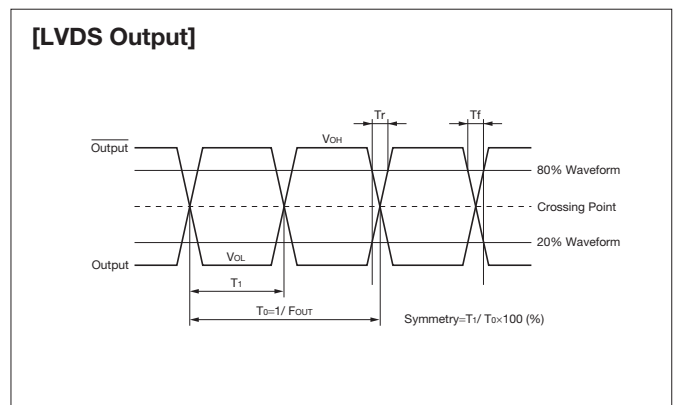 [LVDS Output]
Tr
Tf
Output
VOH
80% Waveform
Crossing Point
20% Waveform
Output
VOL
T1
T0=1/ FOUT
Symmetry=T1/ T0×100 (%)